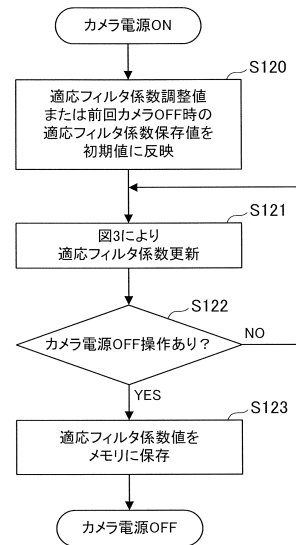 カメラ電源ON
S120
適応フィルタ係数調整値
または前回カメラOFF時の
適応フィルタ係数保存値を
初期値に反映
S121
図3により
適応フィルタ係数更新
S122
カメラ電源OFF操作あり?
NO
YES
S123
適応フィルタ係数値を
メモリに保存
カメラ電源OFF